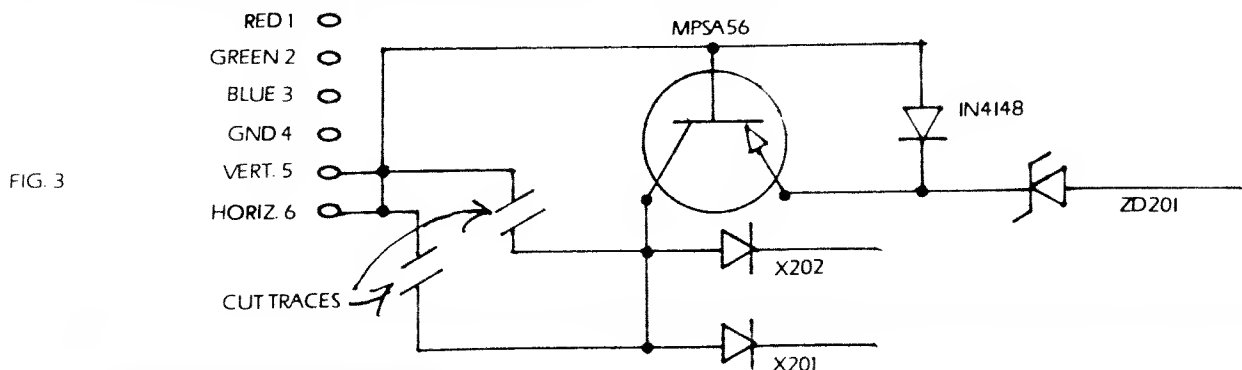 RED 1
MPSA56
GREEN 2
BLUE 3
IN4148
GND 4
FIG. 3
VERT. 5
HORIZ. 6
ZD201
X202
CUT TRACES
X201